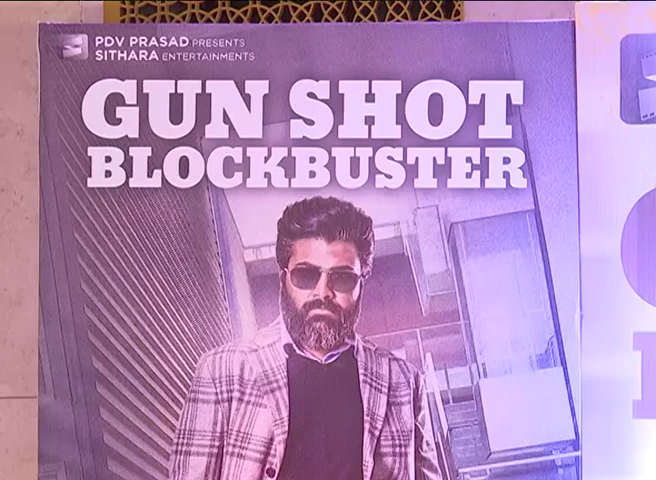 PDV PRASAD PRESENTS
SITHARA ENTERTAINMENTS
GUN SHOT
BLOCKBUSTER